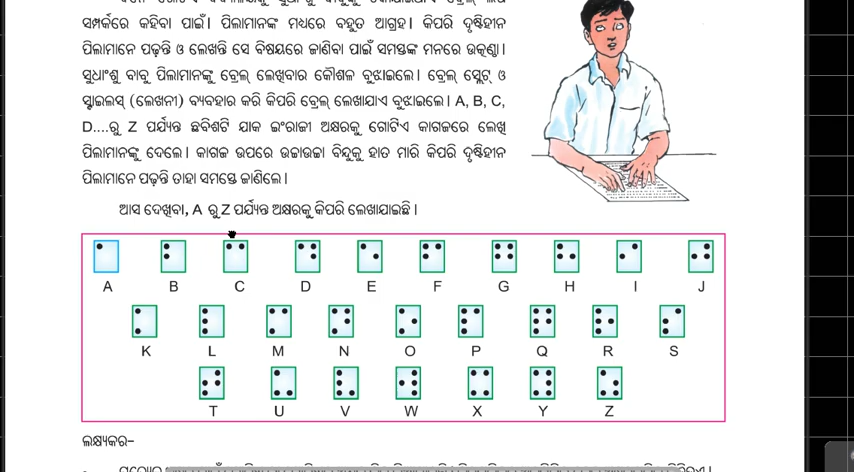 ସମ୍ପର୍କରେ କହିବା ପାଇଁ। ପିଲାମାନଙ୍କ ମଧ୍ୟରେ ବହୁତ ଆଗ୍ରହ। କିପରି ଦୃଷ୍ଟିହୀନ
ପିଲାମାନେ ପଢ଼ନ୍ତି ଓ ଲେଖନ୍ତି ସେ ବିଷୟରେ ଜାଣିବା ପାଇଁ ସମସ୍ତଙ୍କ ମନରେ ଉତ୍କଣ୍ଠା।
ସୁଧାଂଶୁ ବାବୁ ପିଲାମାନଙ୍କୁ ବ୍ରେଲ୍ ଲେଖିବାର କୌଶଳ ବୁଝାଇଲେ। ବ୍ରେଲ୍ ସ୍ଲେଟ୍ ଓ
ସ୍ଟାଇଲସ୍ (ଲେଖନୀ) ବ୍ୟବହାର କରି କିପରି ବ୍ରେଲ୍ ଲେଖାଯାଏ ବୁଝାଇଲେ। A, B, C,
D....ରୁ Z ପର୍ଯ୍ୟନ୍ତ ଛବିଶଟି ଯାକ ଇଂରାଜୀ ଅକ୍ଷରକୁ ଗୋଟିଏ କାଗଜରେ ଲେଖି
ପିଲାମାନଙ୍କୁ ଦେଲେ। କାଗଜ ଉପରେ ଉଚ୍ଚାଉଚ୍ଚା ବିନ୍ଦୁକୁ ହାତ ମାରି କିପରି ଦୃଷ୍ଟିହୀନ
ପିଲାମାନେ ପଢ଼ନ୍ତି ତାହା ସମସ୍ତେ ଜାଣିଲେ।
ଆସ ଦେଖିବା, A ରୁ Z ପର୍ଯ୍ୟନ୍ତ ଅକ୍ଷରକୁ କିପରି ଲେଖାଯାଇଛି।
A B C D E F G H I J
K L M N O P Q R S
T U V W X Y Z
ଲକ୍ଷ୍ୟକର–